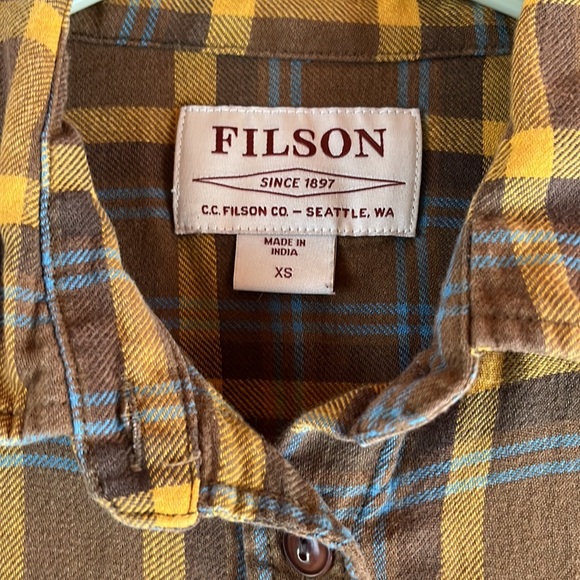 FILSON
SINCE 1897
C.C. FILSON CO. – SEATTLE, WA
MADE IN
INDIA
XS